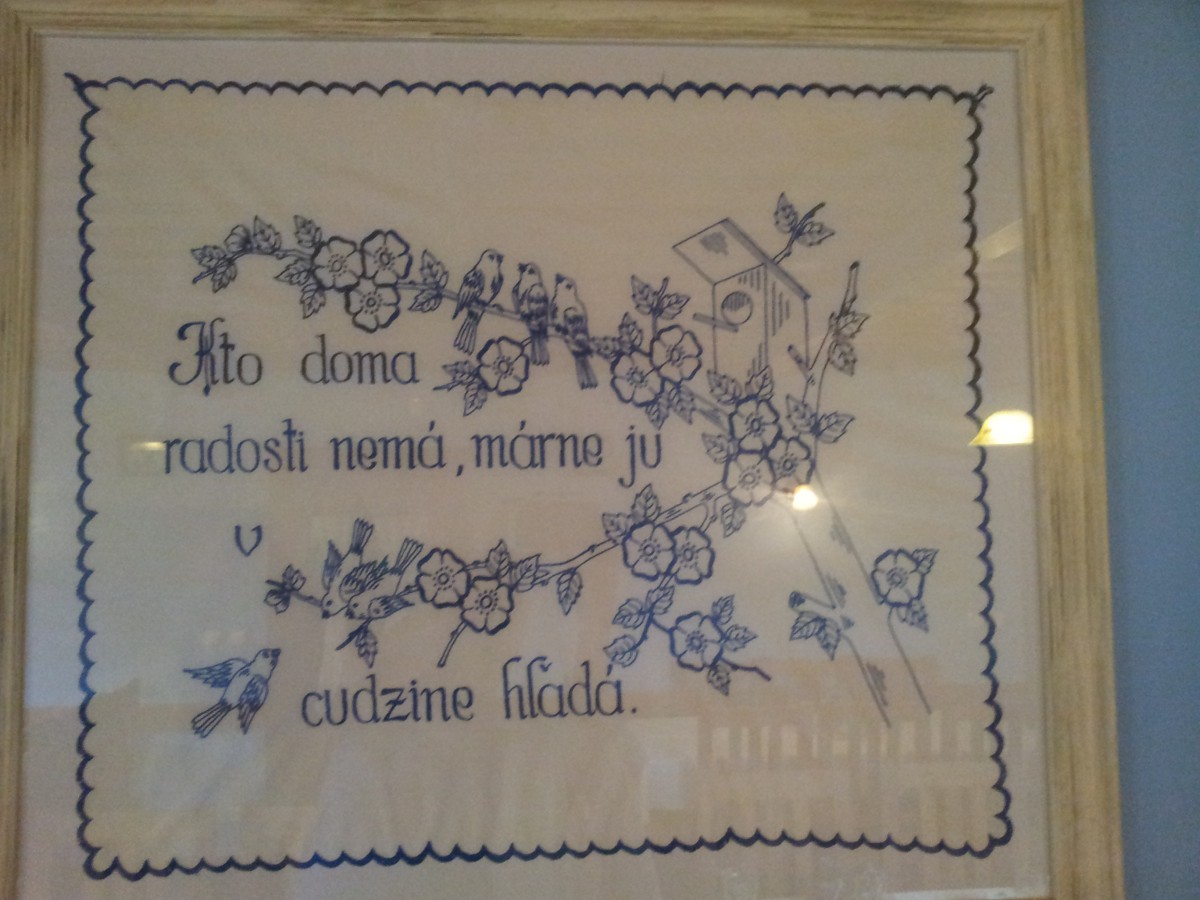 Kto doma
radosti nemá, márne ju
v
cudzine hľadá.